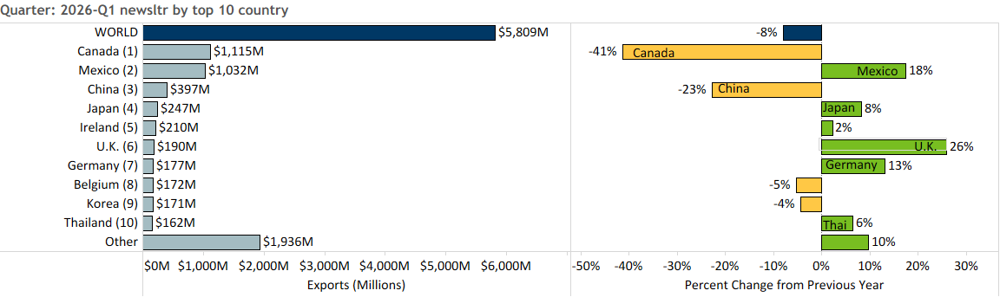 Quarter: 2026-Q1 newsltr by top 10 country
WORLD $5,809M -8%
Canada (1) $1,115M -41% Canada
Mexico (2) $1,032M Mexico 18%
China (3) $397M -23% China
Japan (4) $247M Japan 8%
Ireland (5) $210M 2%
U.K. (6) $190M U.K. 26%
Germany (7) $177M Germany 13%
Belgium (8) $172M -5%
Korea (9) $171M -4%
Thailand (10) $162M Thai 6%
Other $1,936M 10%
$0M $1,000M $2,000M $3,000M $4,000M $5,000M $6,000M -50% -40% -30% -20% -10% 0% 10% 20% 30%
Exports (Millions) Percent Change from Previous Year